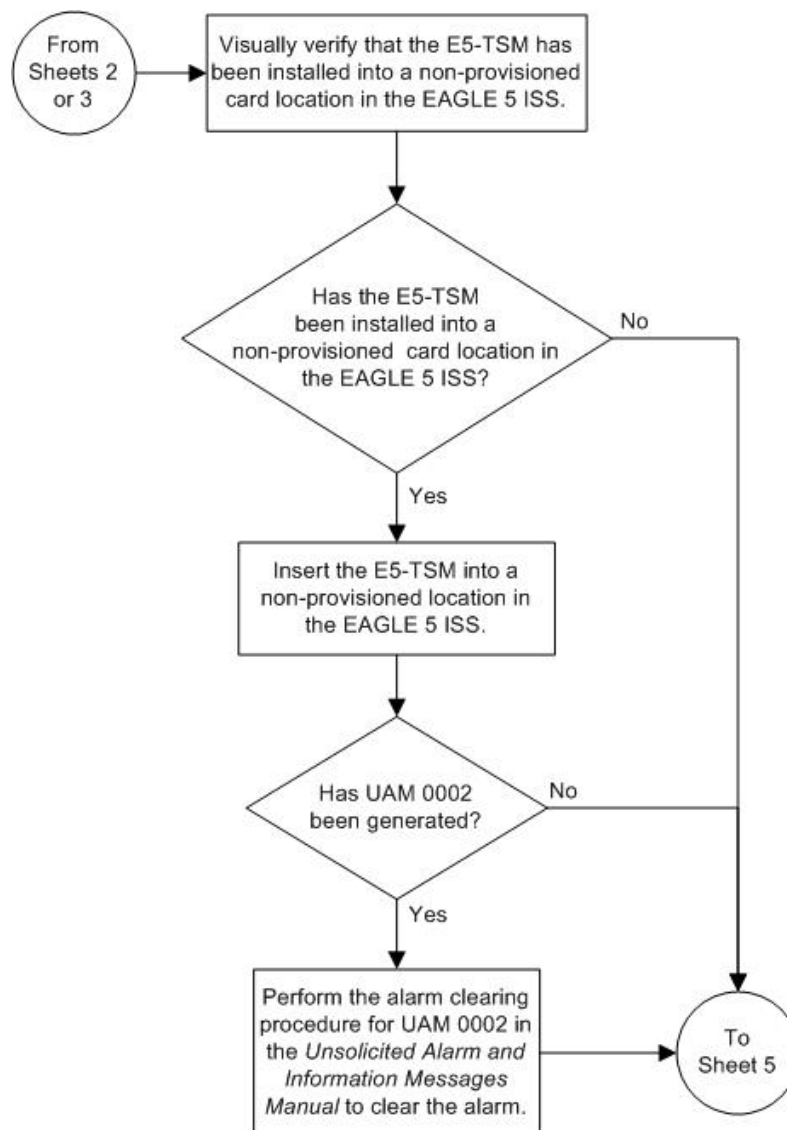 From
Sheets 2
or 3
Visually verify that the E5-TSM has
been installed into a non-provisioned
card location in the EAGLE 5 ISS.
Has the E5-TSM
been installed into a
non-provisioned card location in
the EAGLE 5 ISS?
No
Yes
Insert the E5-TSM into a
non-provisioned location in
the EAGLE 5 ISS.
Has UAM 0002
been generated?
No
Yes
Perform the alarm clearing
procedure for UAM 0002 in
the Unsolicited Alarm and
Information Messages
Manual to clear the alarm.
To
Sheet 5